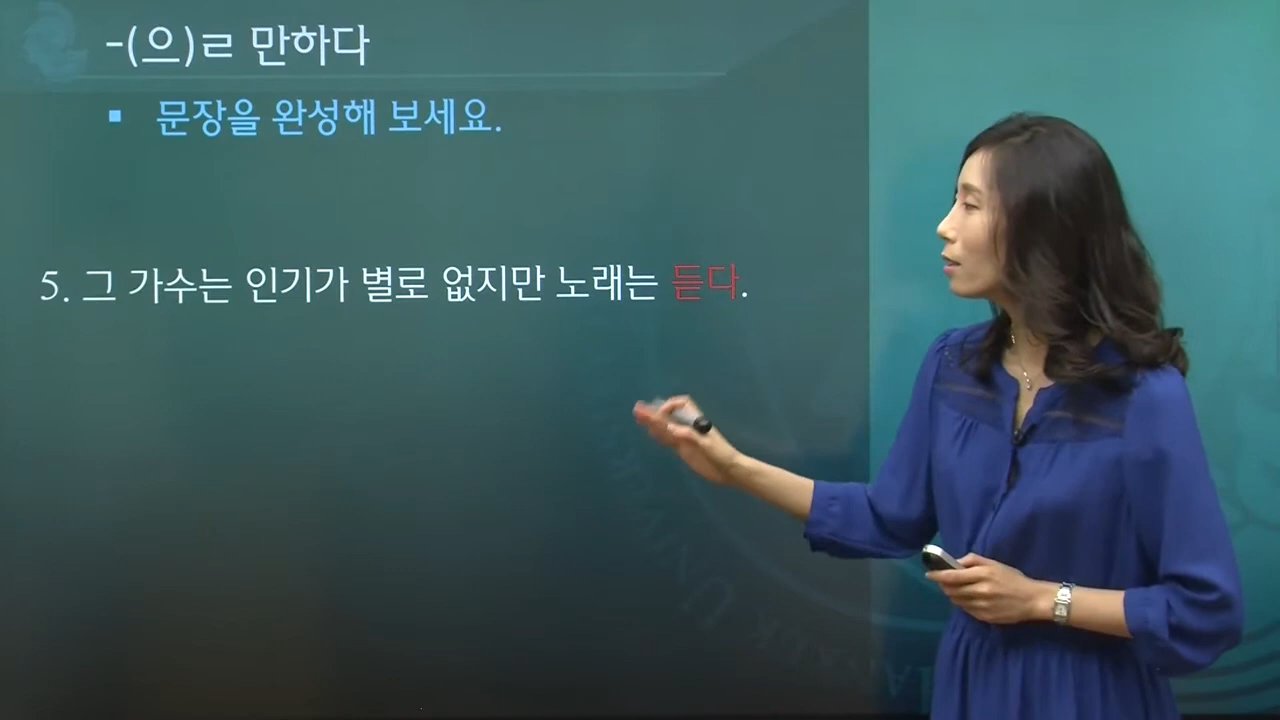 -(으)ㄹ 만하다
▪ 문장을 완성해 보세요.
5. 그 가수는 인기가 별로 없지만 노래는 듣다.